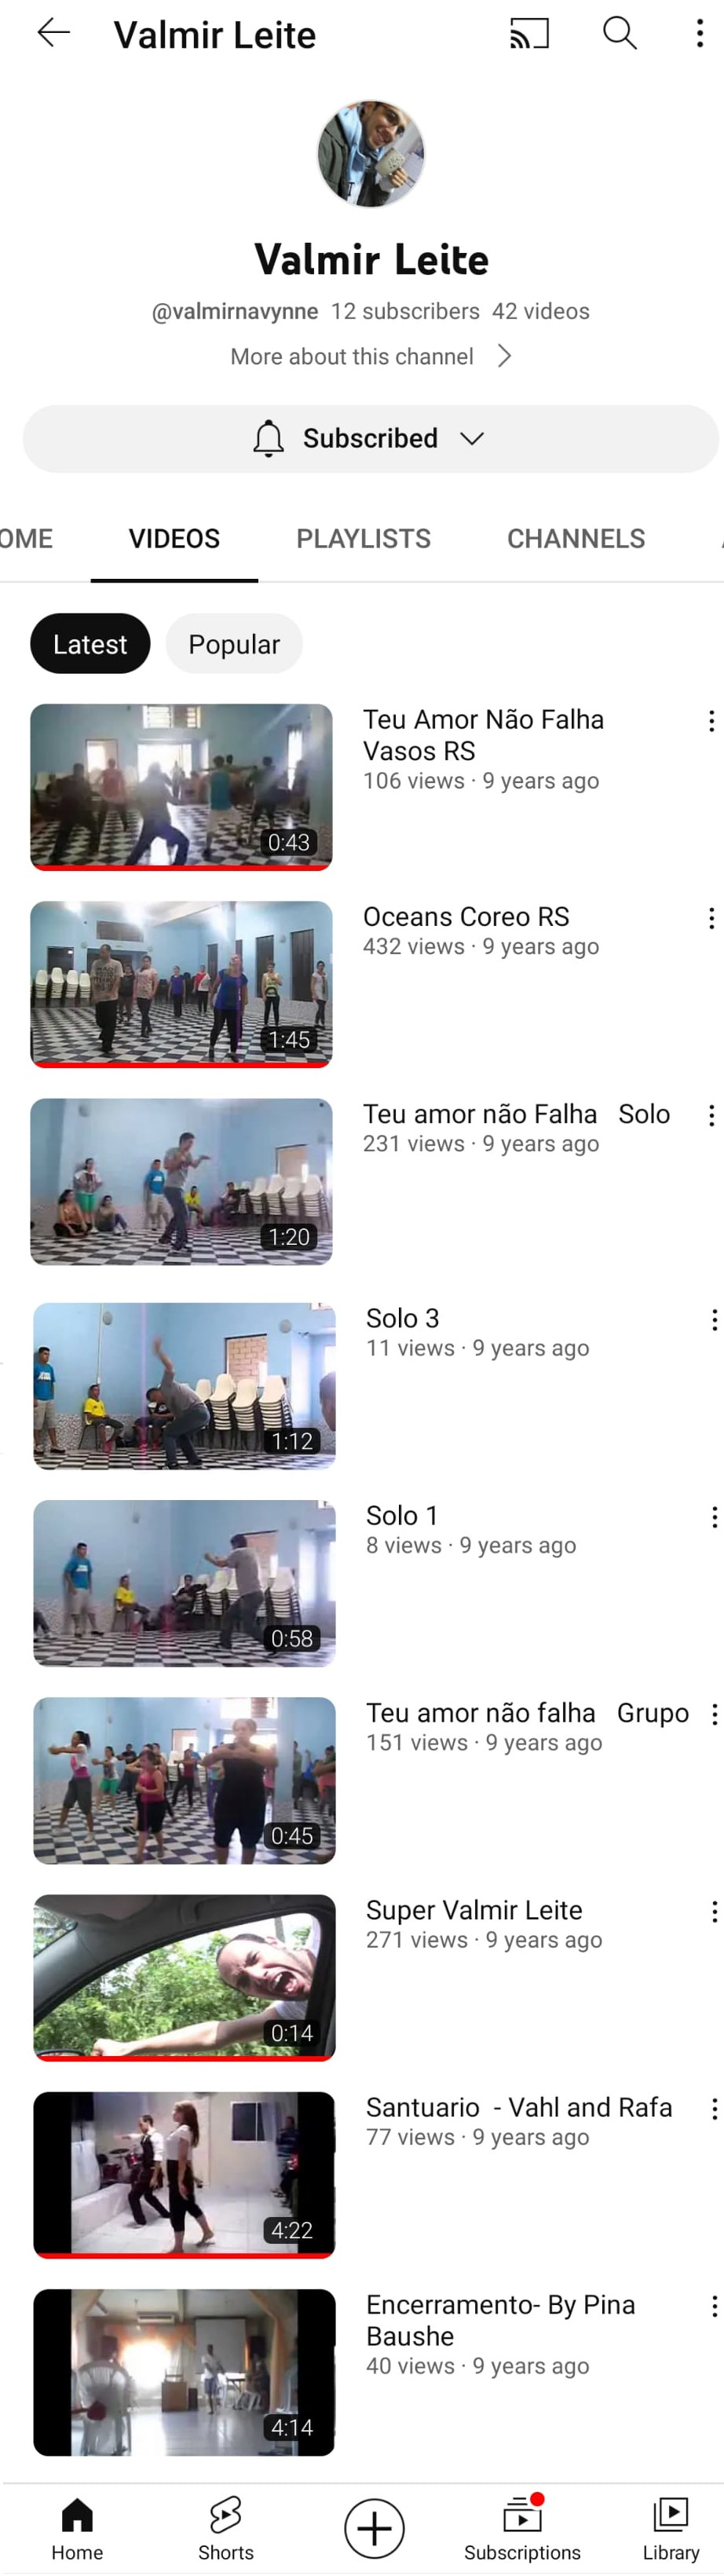 Valmir Leite
Valmir Leite
@valmirnavynne 12 subscribers 42 videos
More about this channel
Subscribed
OME VIDEOS PLAYLISTS CHANNELS
Latest Popular
Teu Amor Não Falha
Vasos RS
106 views · 9 years ago
0:43
Oceans Coreo RS
432 views · 9 years ago
1:45
Teu amor não Falha Solo
231 views · 9 years ago
1:20
Solo 3
11 views · 9 years ago
1:12
Solo 1
8 views · 9 years ago
0:58
Teu amor não falha Grupo
151 views · 9 years ago
0:45
Super Valmir Leite
271 views · 9 years ago
0:14
Santuario - Vahl and Rafa
77 views · 9 years ago
4:22
Encerramento- By Pina
Baushe
40 views · 9 years ago
4:14
Home Shorts Subscriptions Library